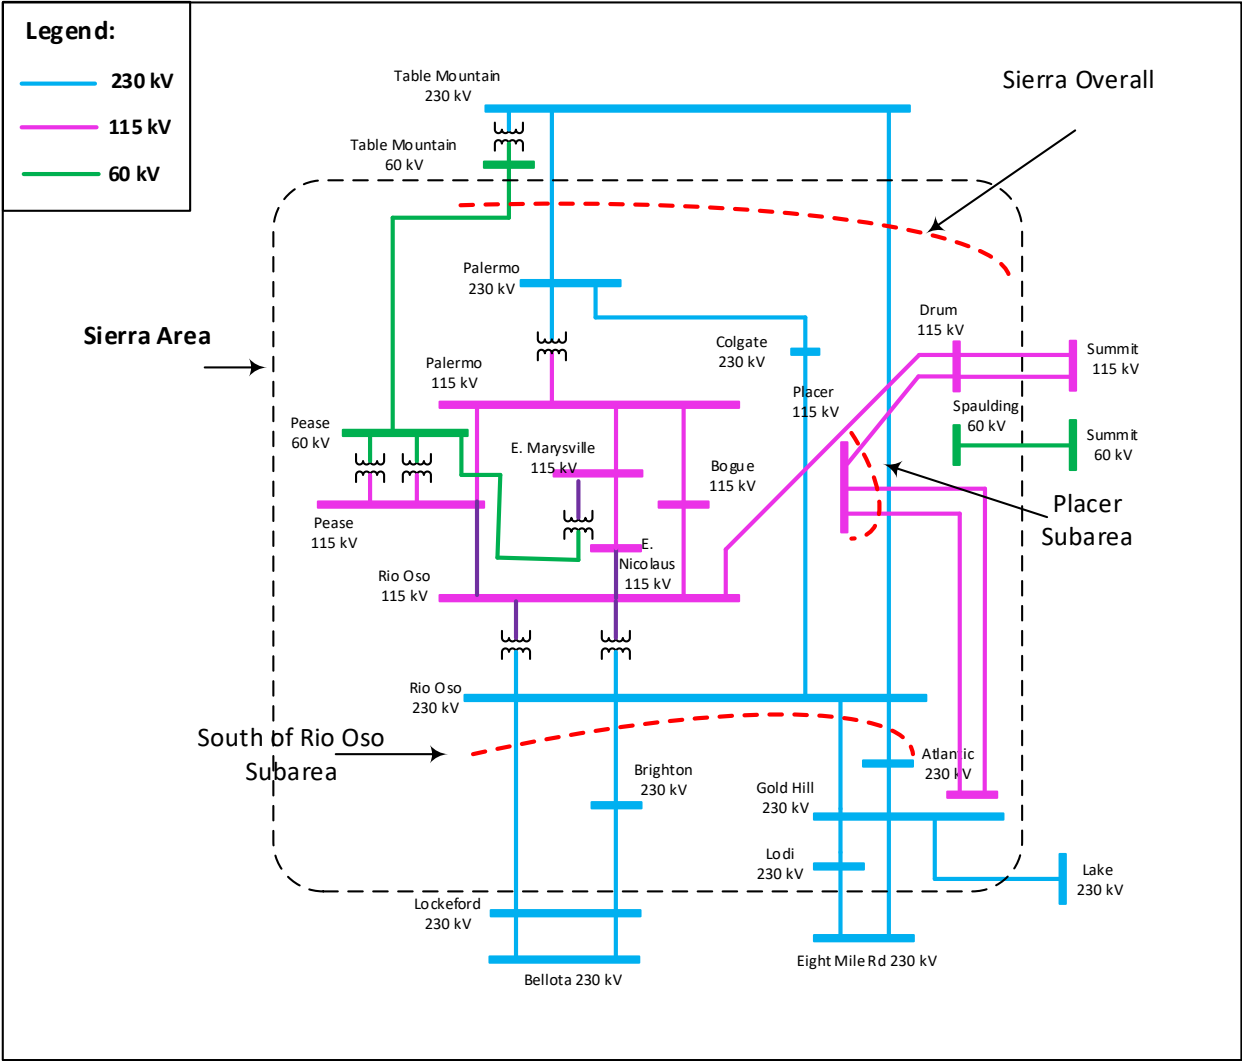 Legend:
230 kV
115 kV
60 kV
Table Mountain
230 kV
Sierra Overall
Table Mountain
60 kV
Palermo
230 kV
Sierra Area
Drum
115 kV
Colgate
230 kV
Summit
115 kV
Palermo
115 kV
Placer
115 kV
Spaulding
60 kV
Pease
60 kV
Summit
60 kV
E. Marysville
115 kV
Bogue
115 kV
Placer
Subarea
Pease
115 kV
E.
Nicolaus
115 kV
Rio Oso
115 kV
Rio Oso
230 kV
South of Rio Oso
Subarea
Atlantic
230 kV
Brighton
230 kV
Gold Hill
230 kV
Lodi
230 kV
Lake
230 kV
Lockeford
230 kV
Eight Mile Rd 230 kV
Bellota 230 kV